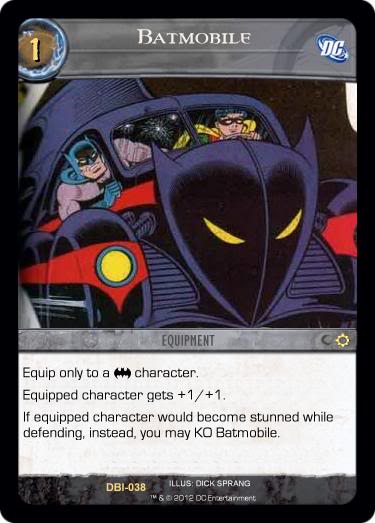 1
BATMOBILE
DC
EQUIPMENT
Equip only to a character.
Equipped character gets +1/+1.
If equipped character would become stunned while
defending, instead, you may KO Batmobile.
DBI-038
ILLUS: DICK SPRANG
™ & © 2012 DC Entertainment